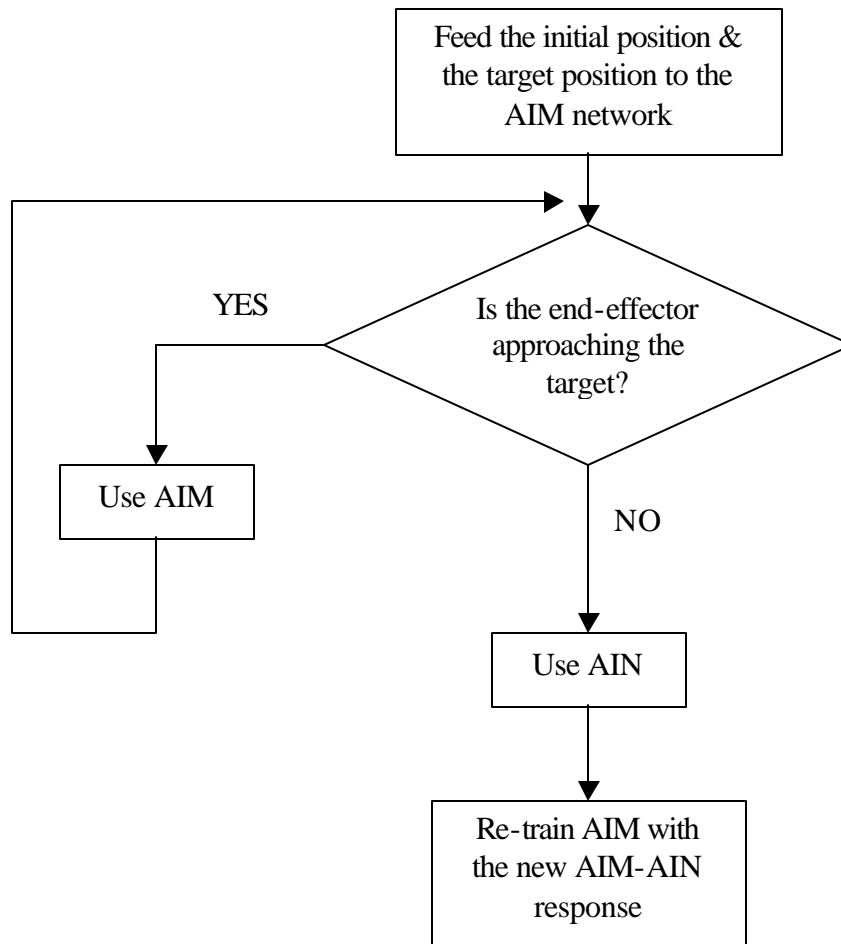 Feed the initial position &
the target position to the
AIM network
YES
Is the end-effector
approaching the
target?
Use AIM
NO
Use AIN
Re-train AIM with
the new AIM-AIN
response